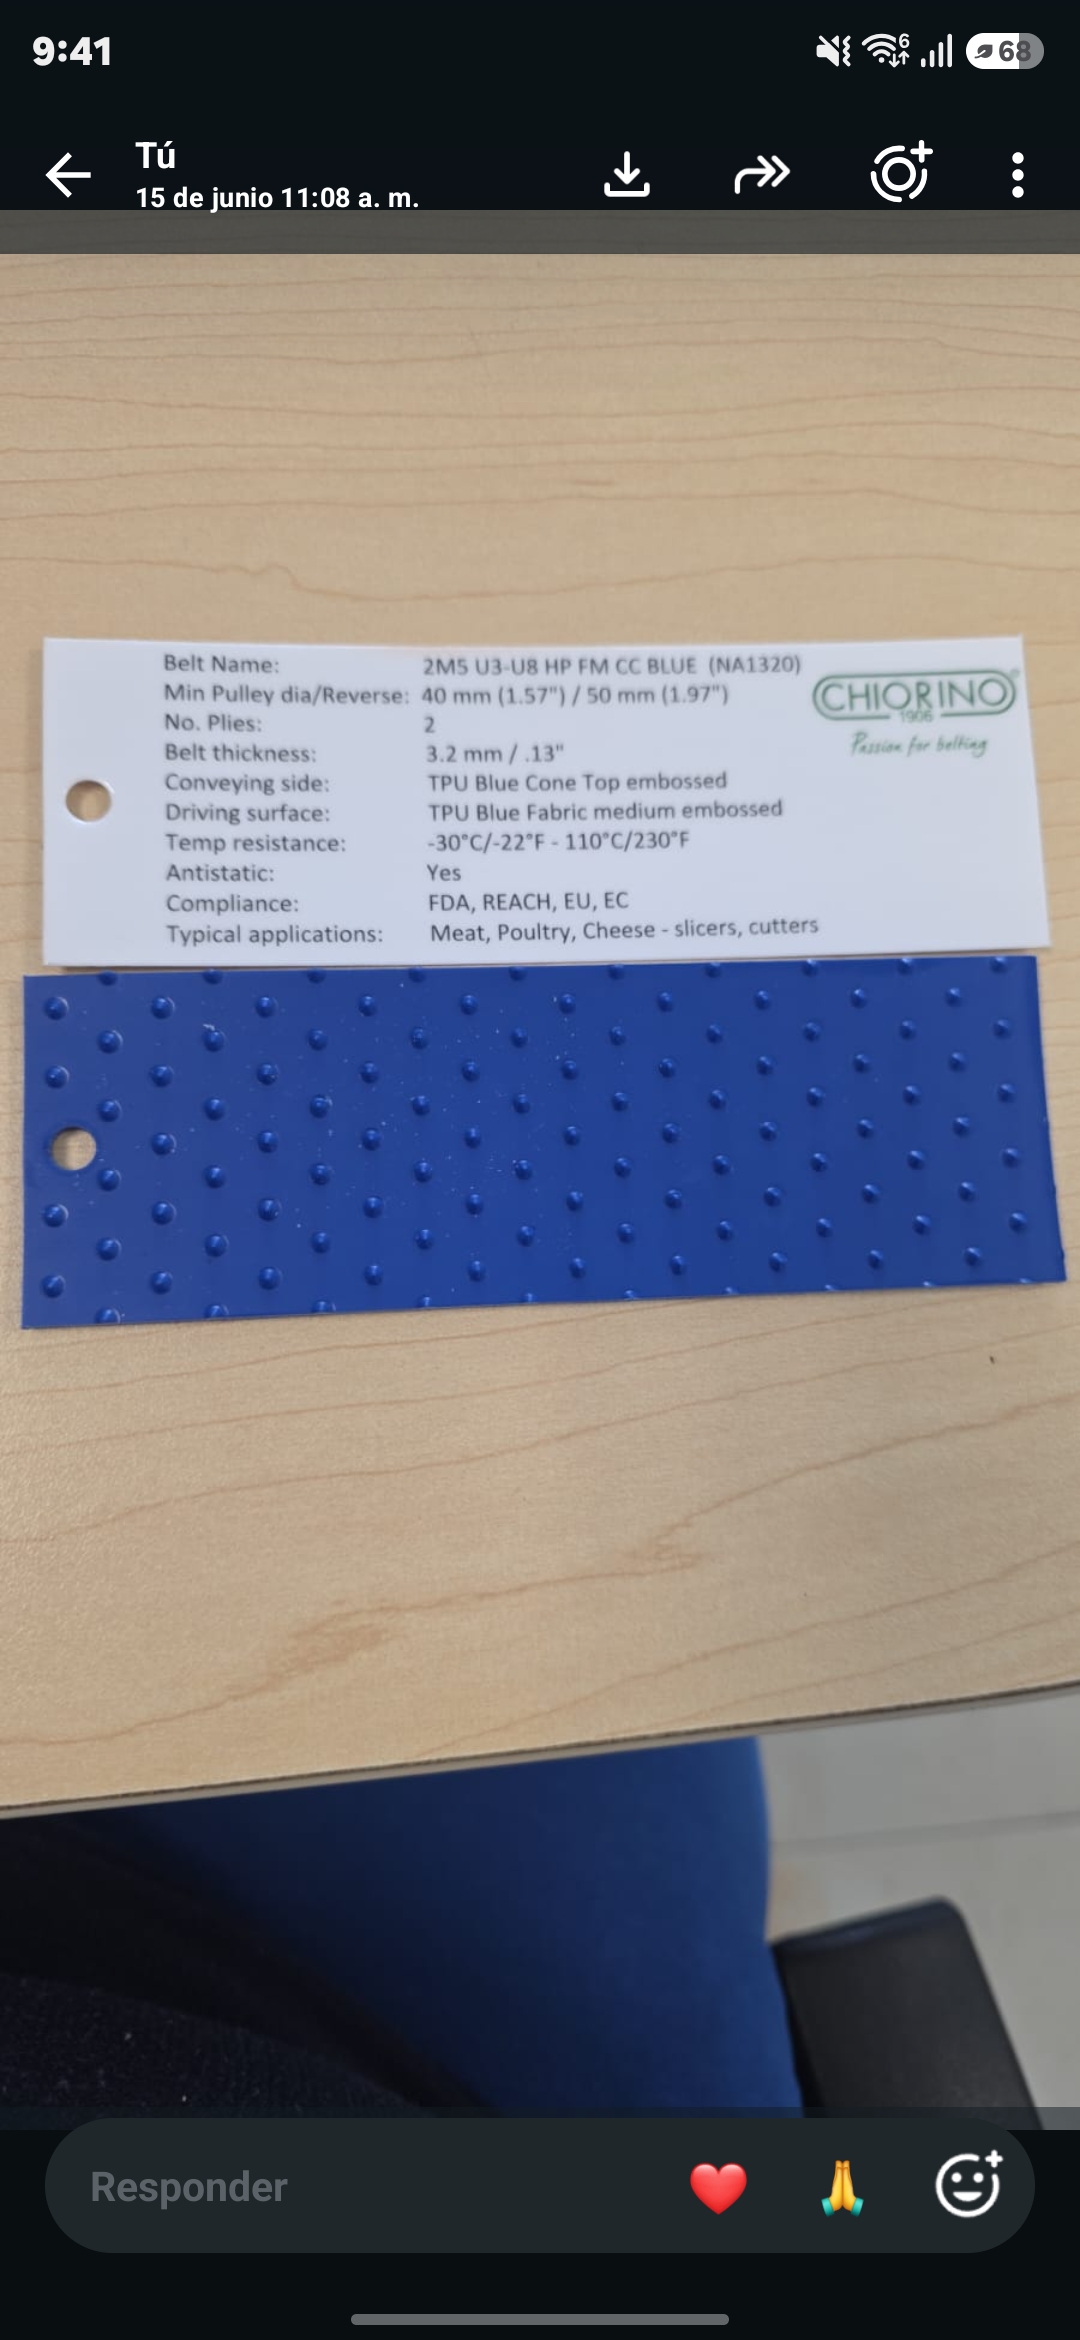 9:41
6
68
Tú
15 de junio 11:08 a. m.
Belt Name: 2M5 U3-U8 HP FM CC BLUE (NA1320)
Min Pulley dia/Reverse: 40 mm (1.57") / 50 mm (1.97")
No. Plies: 2
Belt thickness: 3.2 mm / .13"
Conveying side: TPU Blue Cone Top embossed
Driving surface: TPU Blue Fabric medium embossed
Temp resistance: -30°C/-22°F - 110°C/230°F
Antistatic: Yes
Compliance: FDA, REACH, EU, EC
Typical applications: Meat, Poultry, Cheese - slicers, cutters
CHIORINO®
1906
Passion for belting
Responder